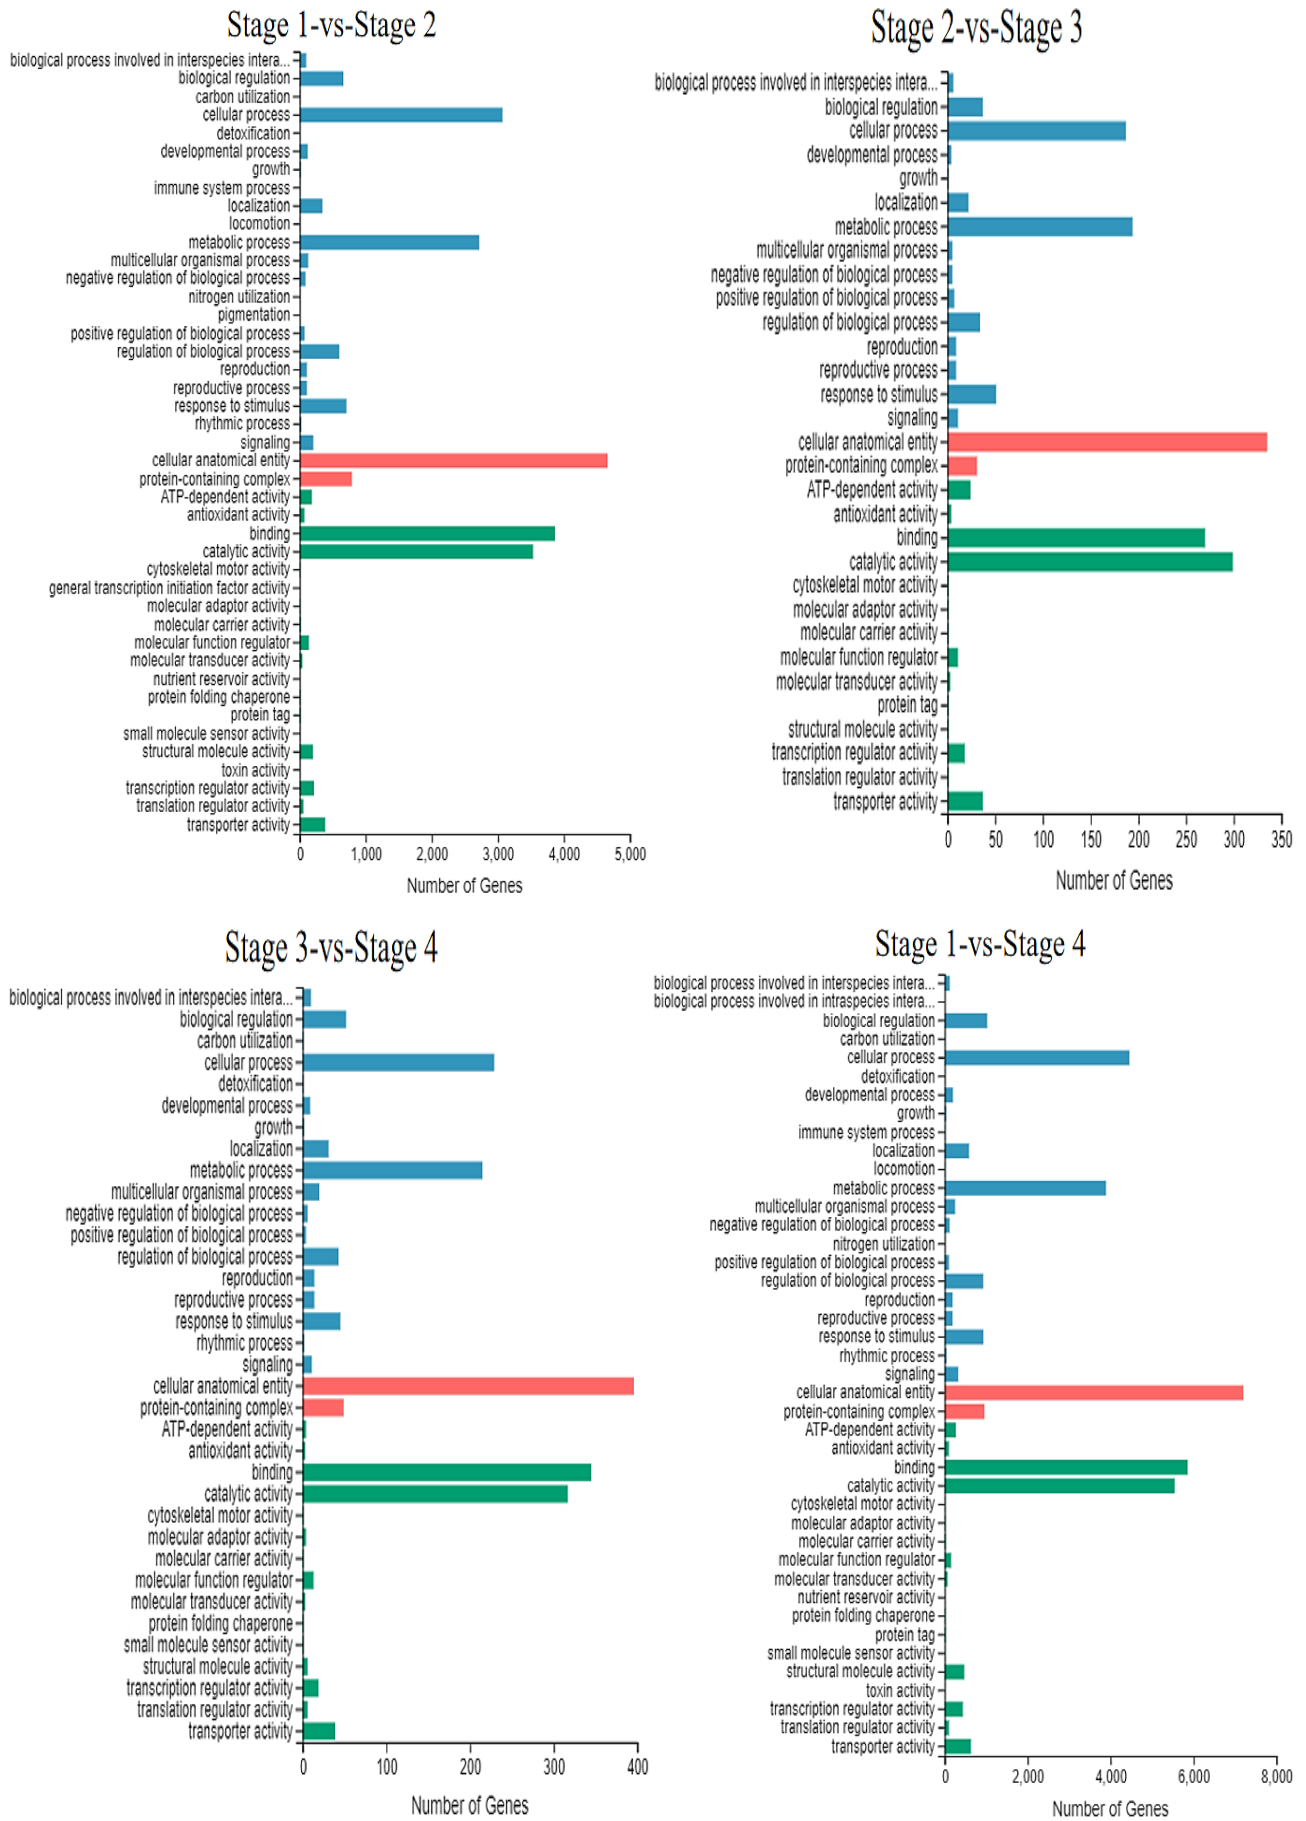 Stage 1-vs-Stage 2
biological process involved in interspecies intera...
biological regulation
carbon utilization
cellular process
detoxification
developmental process
growth
immune system process
localization
locomotion
metabolic process
multicellular organismal process
negative regulation of biological process
nitrogen utilization
pigmentation
positive regulation of biological process
regulation of biological process
reproduction
reproductive process
response to stimulus
rhythmic process
signaling
cellular anatomical entity
protein-containing complex
ATP-dependent activity
antioxidant activity
binding
catalytic activity
cytoskeletal motor activity
general transcription initiation factor activity
molecular adaptor activity
molecular carrier activity
molecular function regulator
molecular transducer activity
nutrient reservoir activity
protein folding chaperone
protein tag
small molecule sensor activity
structural molecule activity
toxin activity
transcription regulator activity
translation regulator activity
transporter activity
0 1,000 2,000 3,000 4,000 5,000
Number of Genes
Stage 2-vs-Stage 3
biological process involved in interspecies intera...
biological regulation
cellular process
developmental process
growth
localization
metabolic process
multicellular organismal process
negative regulation of biological process
positive regulation of biological process
regulation of biological process
reproduction
reproductive process
response to stimulus
signaling
cellular anatomical entity
protein-containing complex
ATP-dependent activity
antioxidant activity
binding
catalytic activity
cytoskeletal motor activity
molecular adaptor activity
molecular carrier activity
molecular function regulator
molecular transducer activity
protein tag
structural molecule activity
transcription regulator activity
translation regulator activity
transporter activity
0 50 100 150 200 250 300 350
Number of Genes
Stage 3-vs-Stage 4
biological process involved in interspecies intera...
biological regulation
carbon utilization
cellular process
detoxification
developmental process
growth
localization
metabolic process
multicellular organismal process
negative regulation of biological process
positive regulation of biological process
regulation of biological process
reproduction
reproductive process
response to stimulus
rhythmic process
signaling
cellular anatomical entity
protein-containing complex
ATP-dependent activity
antioxidant activity
binding
catalytic activity
cytoskeletal motor activity
molecular adaptor activity
molecular carrier activity
molecular function regulator
molecular transducer activity
protein folding chaperone
small molecule sensor activity
structural molecule activity
transcription regulator activity
translation regulator activity
transporter activity
0 100 200 300 400
Number of Genes
Stage 1-vs-Stage 4
biological process involved in interspecies intera...
biological process involved in intraspecies intera...
biological regulation
carbon utilization
cellular process
detoxification
developmental process
growth
immune system process
localization
locomotion
metabolic process
multicellular organismal process
negative regulation of biological process
nitrogen utilization
positive regulation of biological process
regulation of biological process
reproduction
reproductive process
response to stimulus
rhythmic process
signaling
cellular anatomical entity
protein-containing complex
ATP-dependent activity
antioxidant activity
binding
catalytic activity
cytoskeletal motor activity
molecular adaptor activity
molecular carrier activity
molecular function regulator
molecular transducer activity
nutrient reservoir activity
protein folding chaperone
protein tag
small molecule sensor activity
structural molecule activity
toxin activity
transcription regulator activity
translation regulator activity
transporter activity
0 2,000 4,000 6,000 8,000
Number of Genes